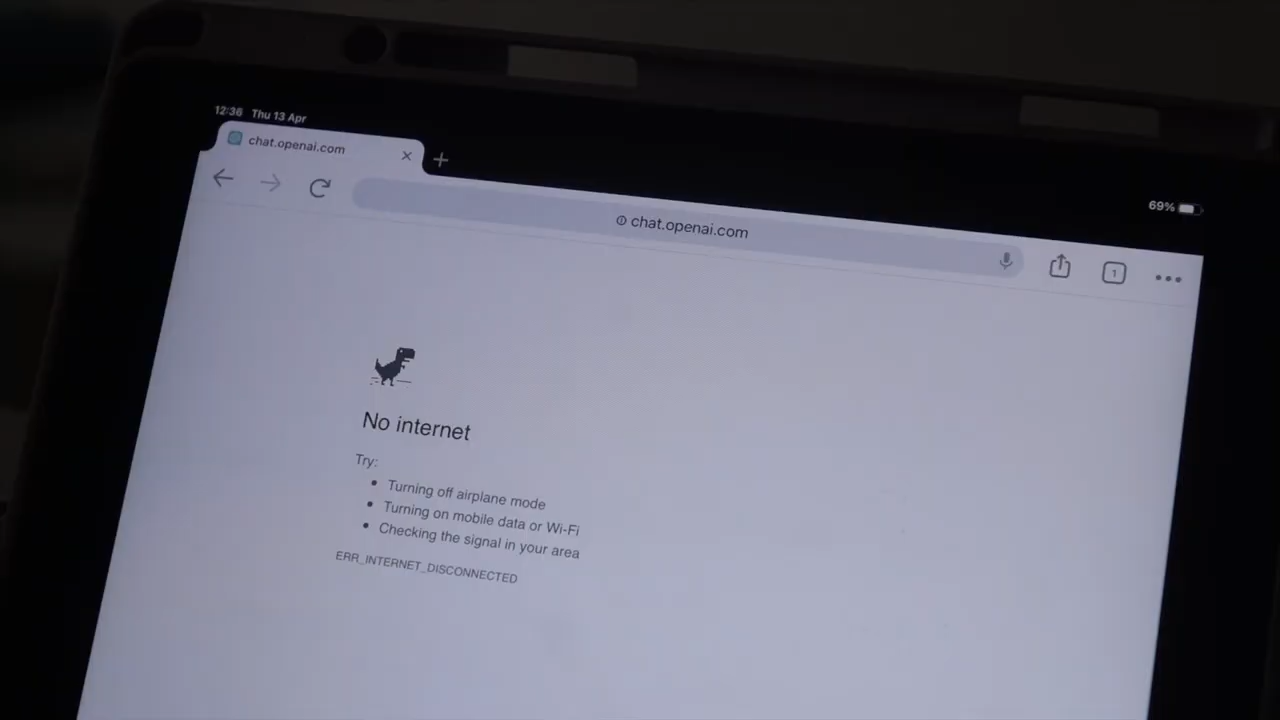 12:36 Thu 13 Apr
chat.openai.com
69%
chat.openai.com
1
No internet
Try:
• Turning off airplane mode
• Turning on mobile data or Wi-Fi
• Checking the signal in your area
ERR_INTERNET_DISCONNECTED